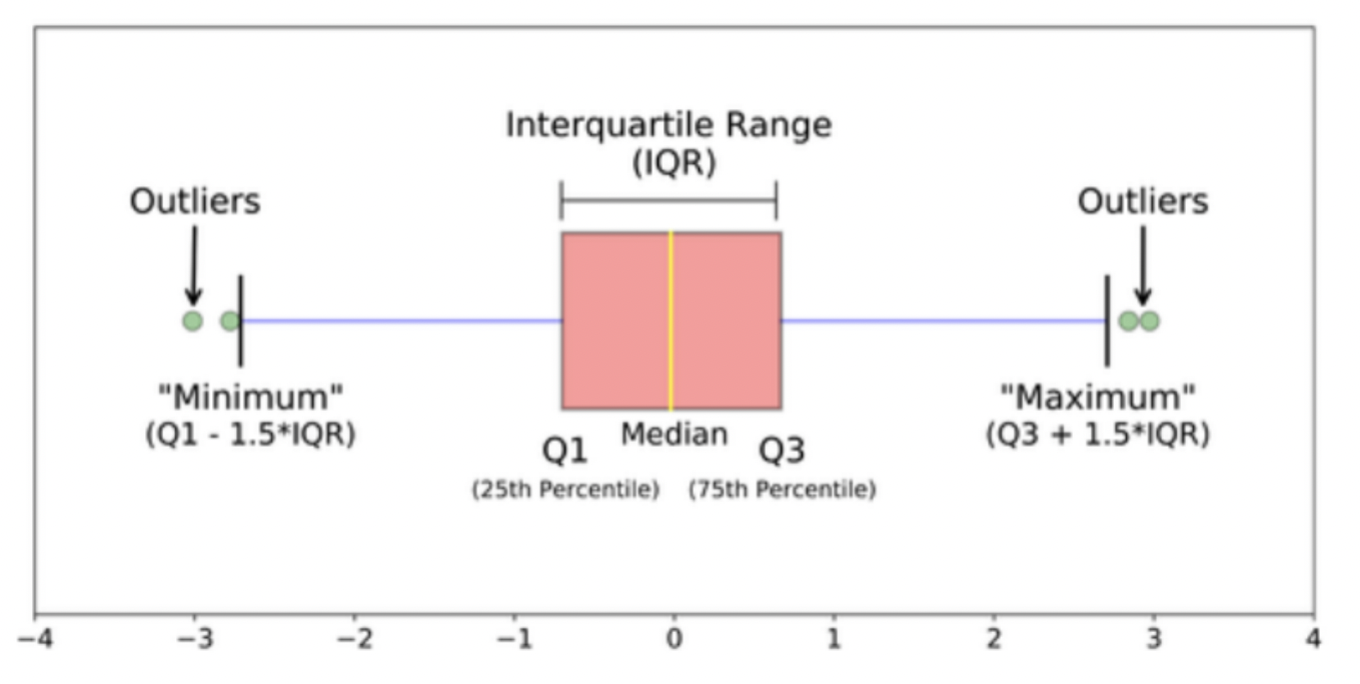 Interquartile Range
(IQR)
Outliers
Outliers
"Minimum"
(Q1 - 1.5*IQR)
"Maximum"
(Q3 + 1.5*IQR)
Q1
Median
Q3
(25th Percentile)
(75th Percentile)
−4
−3
−2
−1
0
1
2
3
4